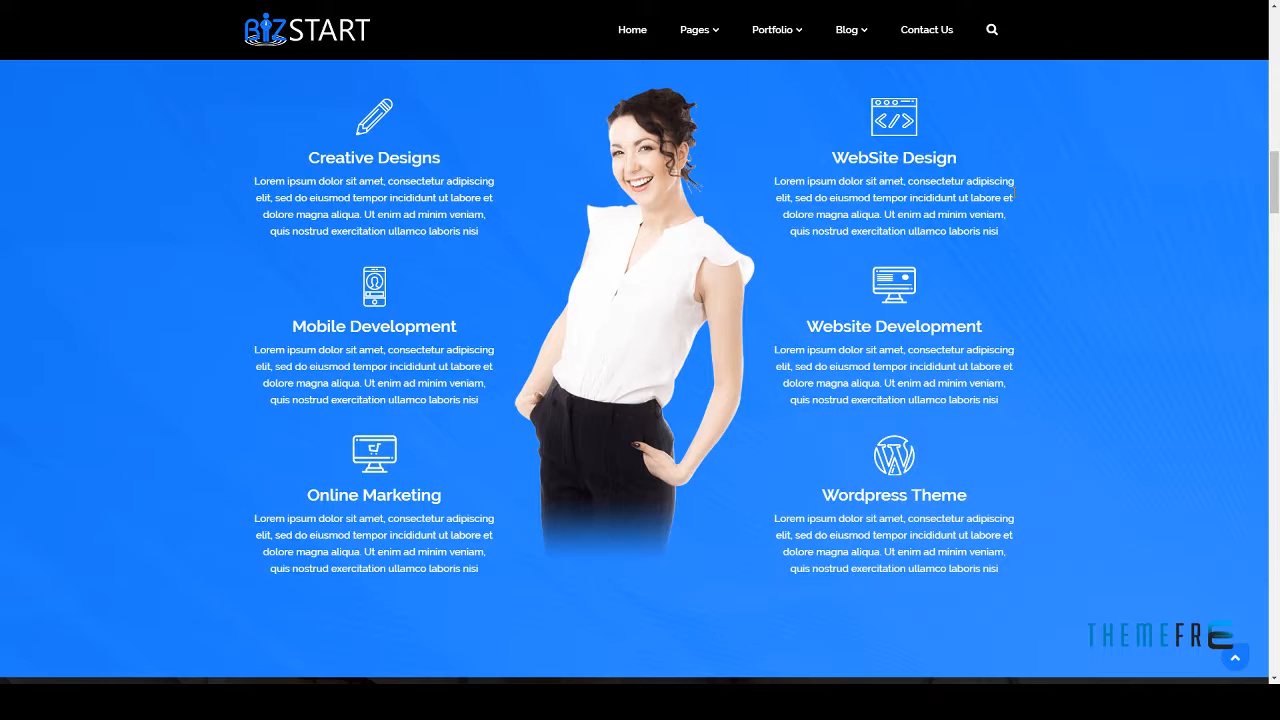 BiZSTART
Home
Pages
Portfolio
Blog
Contact Us
Creative Designs
Lorem ipsum dolor sit amet, consectetur adipiscing
elit, sed do eiusmod tempor incididunt ut labore et
dolore magna aliqua. Ut enim ad minim veniam,
quis nostrud exercitation ullamco laboris nisi
WebSite Design
Lorem ipsum dolor sit amet, consectetur adipiscing
elit, sed do eiusmod tempor incididunt ut labore et
dolore magna aliqua. Ut enim ad minim veniam,
quis nostrud exercitation ullamco laboris nisi
Mobile Development
Lorem ipsum dolor sit amet, consectetur adipiscing
elit, sed do eiusmod tempor incididunt ut labore et
dolore magna aliqua. Ut enim ad minim veniam,
quis nostrud exercitation ullamco laboris nisi
Website Development
Lorem ipsum dolor sit amet, consectetur adipiscing
elit, sed do eiusmod tempor incididunt ut labore et
dolore magna aliqua. Ut enim ad minim veniam,
quis nostrud exercitation ullamco laboris nisi
Online Marketing
Lorem ipsum dolor sit amet, consectetur adipiscing
elit, sed do eiusmod tempor incididunt ut labore et
dolore magna aliqua. Ut enim ad minim veniam,
quis nostrud exercitation ullamco laboris nisi
Wordpress Theme
Lorem ipsum dolor sit amet, consectetur adipiscing
elit, sed do eiusmod tempor incididunt ut labore et
dolore magna aliqua. Ut enim ad minim veniam,
quis nostrud exercitation ullamco laboris nisi
THEMEFRE